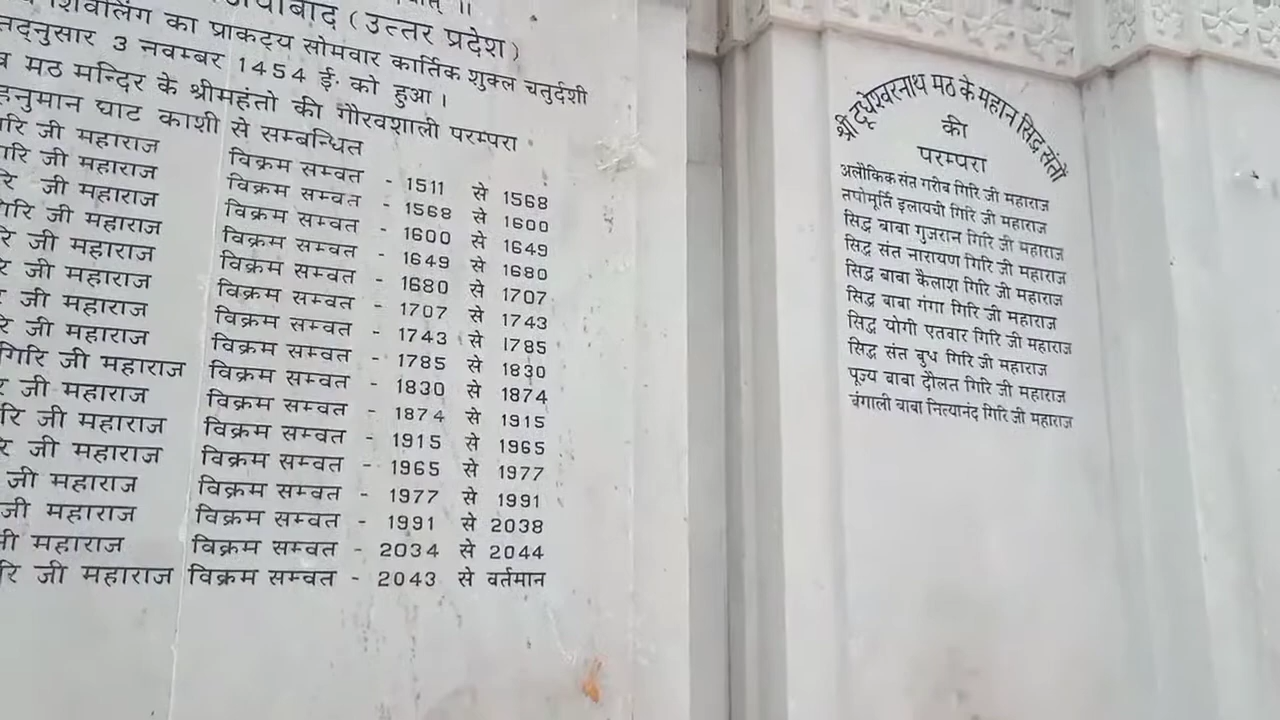 (उत्तर प्रदेश)
शिवलिंग का प्राकट्य सोमवार कार्तिक शुक्ल चतुर्दशी
तद्नुसार 3 नवम्बर 1454 ई. को हुआ।
मठ मन्दिर के श्रीमहंतो की गौरवशाली परम्परा
हनुमान घाट काशी से सम्बन्धित
गिरि जी महाराज विक्रम सम्वत - 1511 से 1568
जी महाराज विक्रम सम्वत - 1568 से 1600
जी महाराज विक्रम सम्वत - 1600 से 1649
गिरि जी महाराज विक्रम सम्वत - 1649 से 1680
जी महाराज विक्रम सम्वत - 1680 से 1707
जी महाराज विक्रम सम्वत - 1707 से 1743
जी महाराज विक्रम सम्वत - 1743 से 1785
जी महाराज विक्रम सम्वत - 1785 से 1830
गिरि जी महाराज विक्रम सम्वत - 1830 से 1874
जी महाराज विक्रम सम्वत - 1874 से 1915
जी महाराज विक्रम सम्वत - 1915 से 1965
जी महाराज विक्रम सम्वत - 1965 से 1977
जी महाराज विक्रम सम्वत - 1977 से 1991
जी महाराज विक्रम सम्वत - 1991 से 2038
जी महाराज विक्रम सम्वत - 2034 से 2044
जी महाराज विक्रम सम्वत - 2043 से वर्तमान
श्री दूधेश्वरनाथ मठ के महान सिद्ध संतों
की
परम्परा
अलौकिक संत गरीब गिरि जी महाराज
तपोमूर्ति इलायची गिरि जी महाराज
सिद्ध बाबा गुजरान गिरि जी महाराज
सिद्ध संत नारायण गिरि जी महाराज
सिद्ध बाबा कैलाश गिरि जी महाराज
सिद्ध बाबा गंगा गिरि जी महाराज
सिद्ध योगी एतवार गिरि जी महाराज
सिद्ध संत बुध गिरि जी महाराज
पूज्य बाबा दौलत गिरि जी महाराज
बंगाली बाबा नित्यानंद गिरि जी महाराज